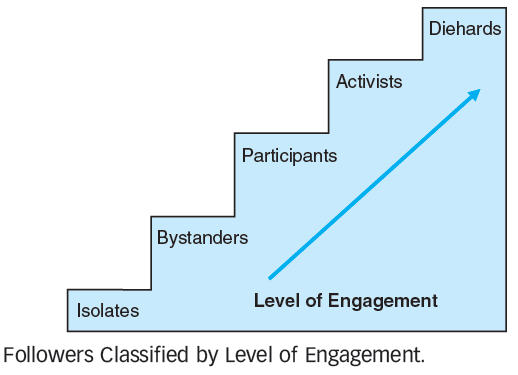 Diehards
Activists
Participants
Bystanders
Isolates
Level of Engagement
Followers Classified by Level of Engagement.